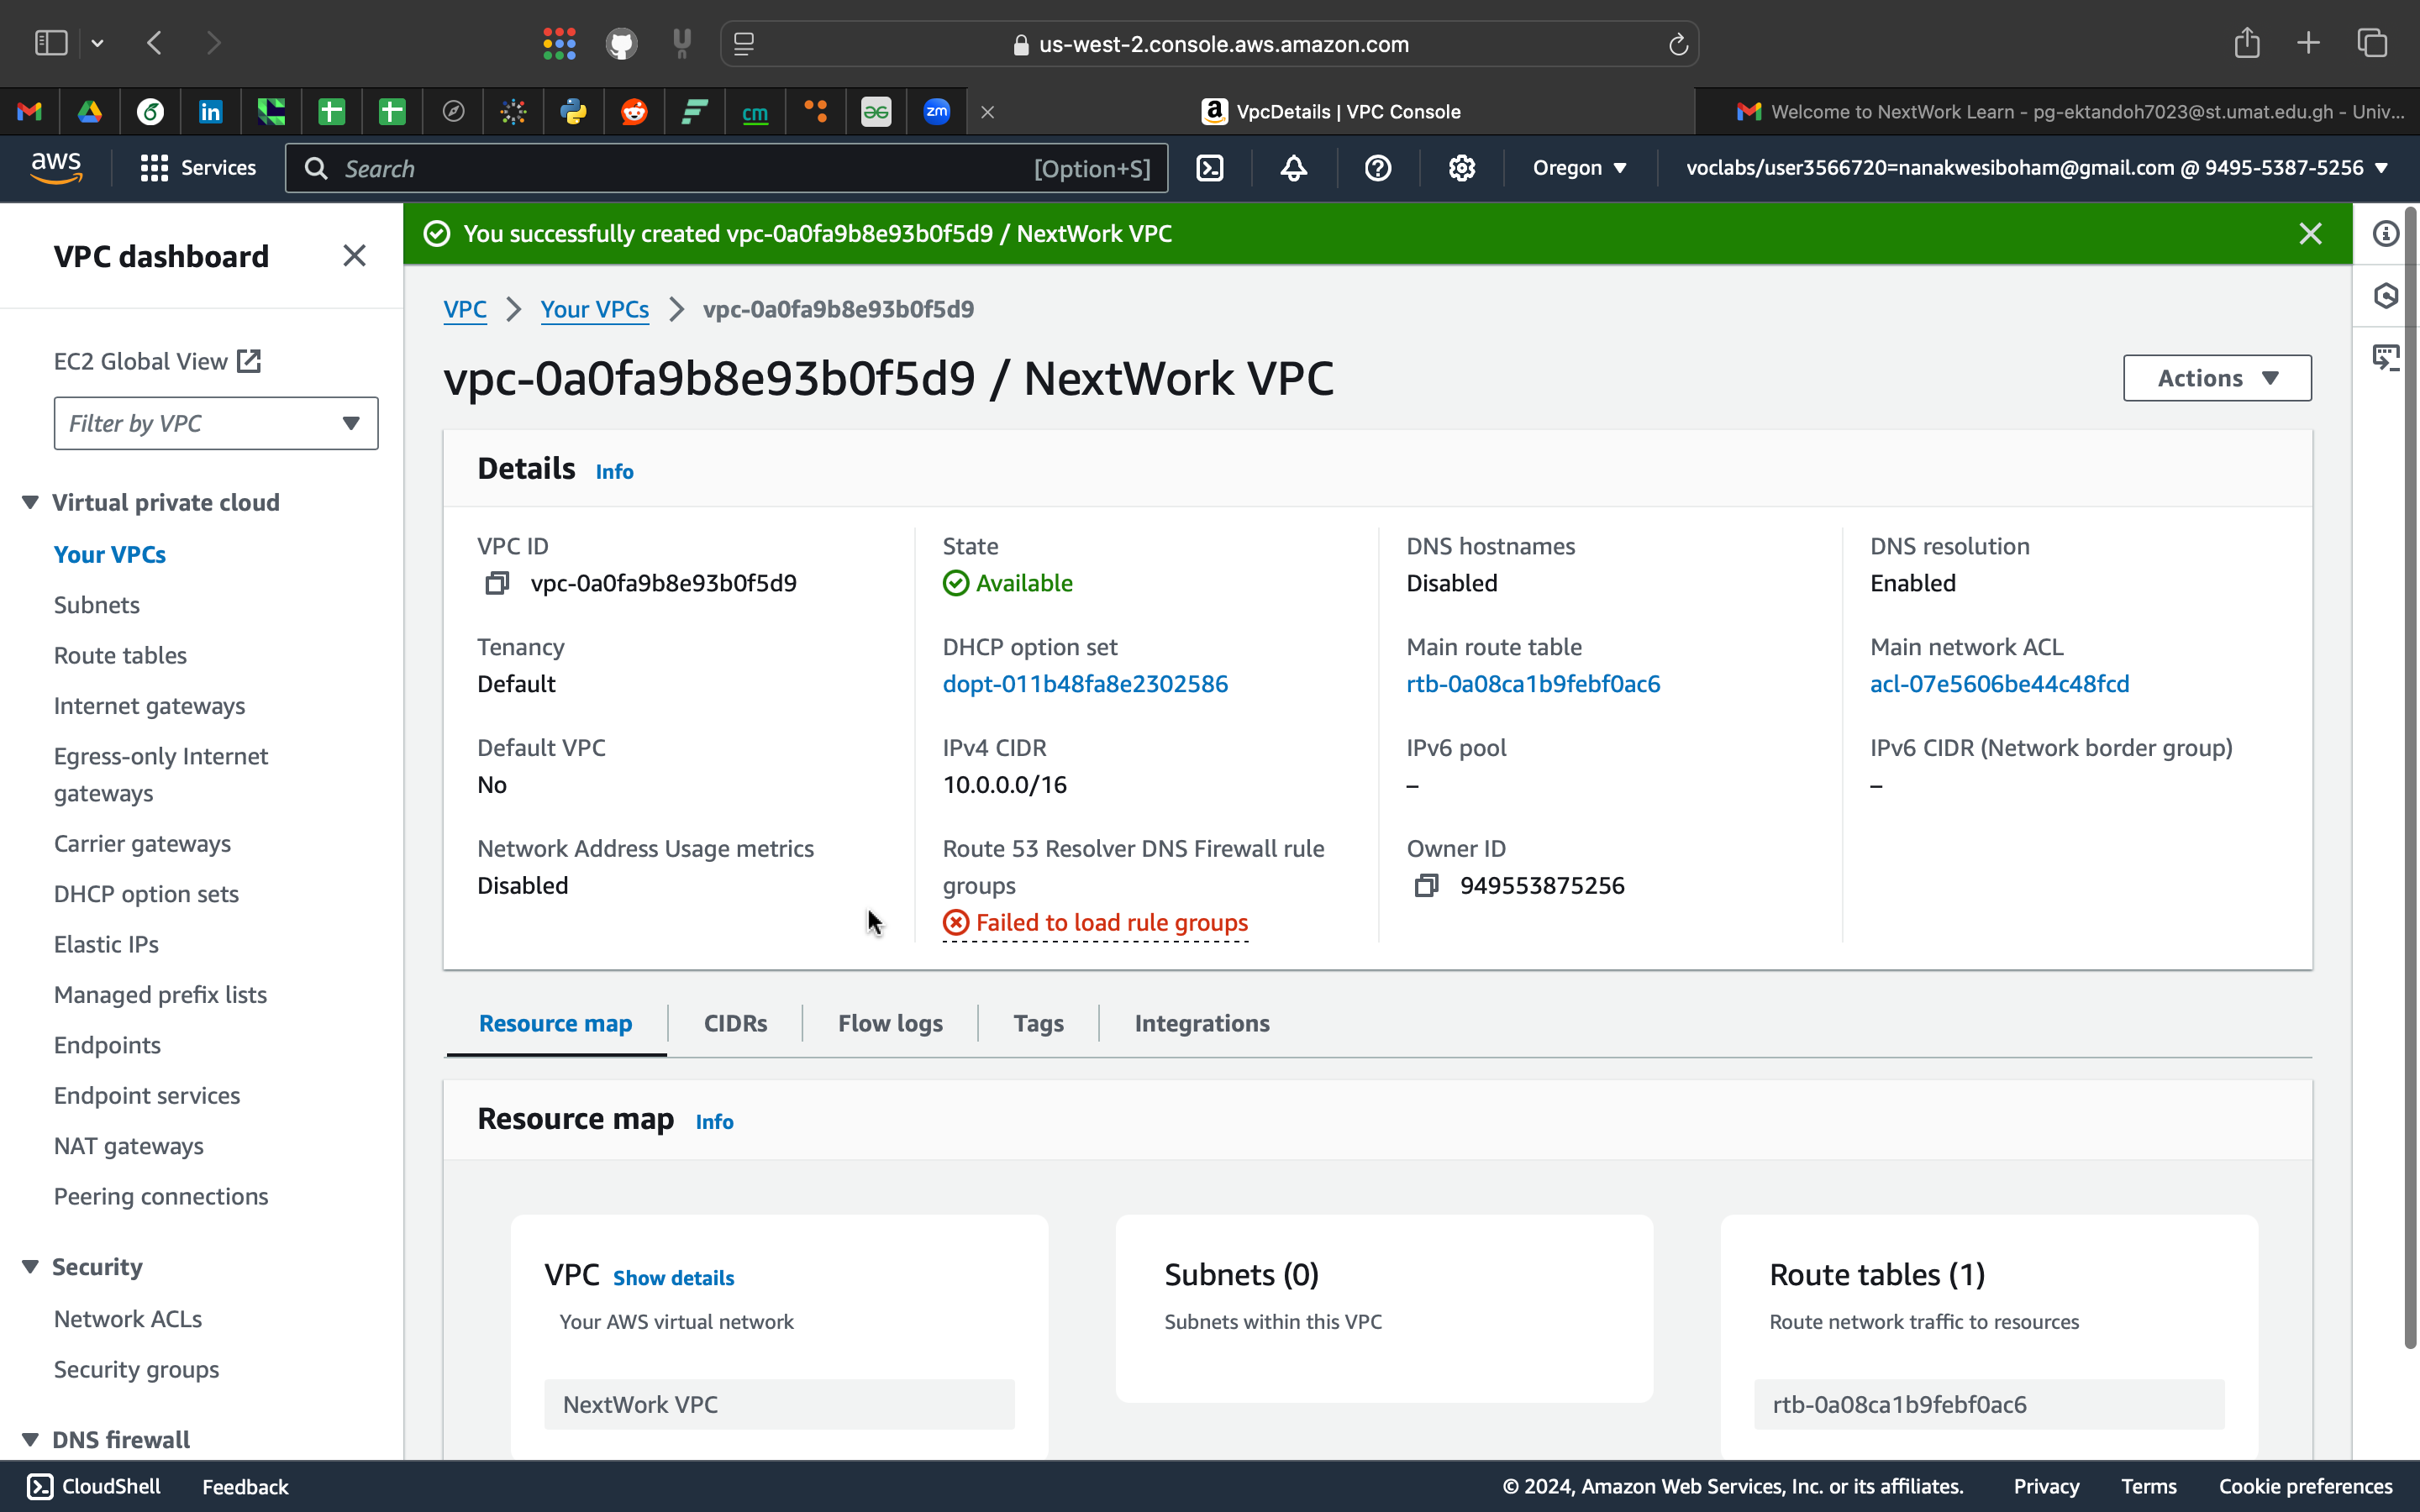 us-west-2.console.aws.amazon.com
VpcDetails | VPC Console
Welcome to NextWork Learn - pg-ektandoh7023@st.umat.edu.gh - Univ...
aws
Services
Search
[Option+S]
Oregon
voclabs/user3566720=nanakwesiboham@gmail.com @ 9495-5387-5256
VPC dashboard
EC2 Global View
Filter by VPC
Virtual private cloud
Your VPCs
Subnets
Route tables
Internet gateways
Egress-only Internet
gateways
Carrier gateways
DHCP option sets
Elastic IPs
Managed prefix lists
Endpoints
Endpoint services
NAT gateways
Peering connections
Security
Network ACLs
Security groups
DNS firewall
You successfully created vpc-0a0fa9b8e93b0f5d9 / NextWork VPC
VPC > Your VPCs > vpc-0a0fa9b8e93b0f5d9
vpc-0a0fa9b8e93b0f5d9 / NextWork VPC
Actions
Details Info
VPC ID
vpc-0a0fa9b8e93b0f5d9
State
Available
DNS hostnames
Disabled
DNS resolution
Enabled
Tenancy
Default
DHCP option set
dopt-011b48fa8e2302586
Main route table
rtb-0a08ca1b9febf0ac6
Main network ACL
acl-07e5606be44c48fcd
Default VPC
No
IPv4 CIDR
10.0.0.0/16
IPv6 pool
–
IPv6 CIDR (Network border group)
–
Network Address Usage metrics
Disabled
Route 53 Resolver DNS Firewall rule
groups
Failed to load rule groups
Owner ID
949553875256
Resource map
CIDRs
Flow logs
Tags
Integrations
Resource map Info
VPC Show details
Your AWS virtual network
NextWork VPC
Subnets (0)
Subnets within this VPC
Route tables (1)
Route network traffic to resources
rtb-0a08ca1b9febf0ac6
CloudShell
Feedback
© 2024, Amazon Web Services, Inc. or its affiliates.
Privacy
Terms
Cookie preferences